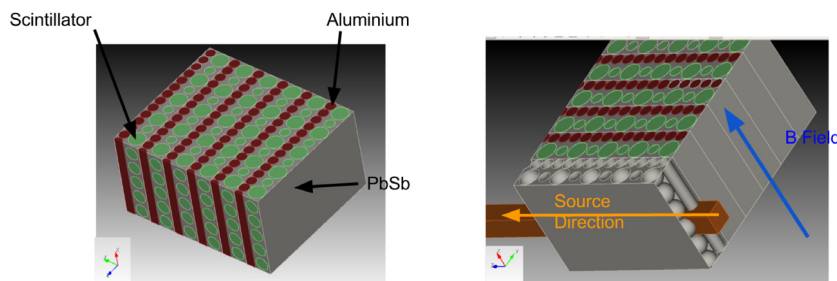 Scintillator
Aluminium
PbSb
B Field
Source
Direction